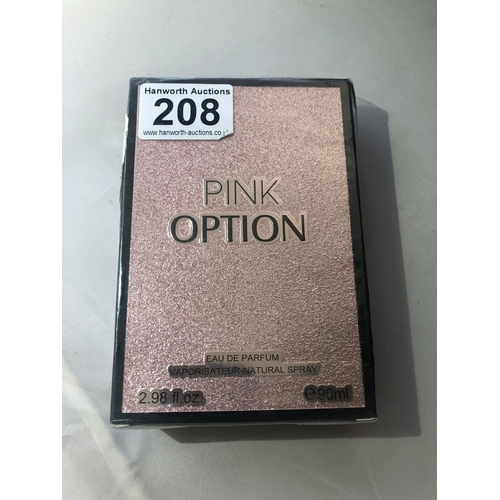 Hanworth Auctions
208
www.hanworth-auctions.co.
PINK
OPTION
EAU DE PARFUM
VAPORISATEUR NATURAL SPRAY
2.98 fl.oz. ℮90ml